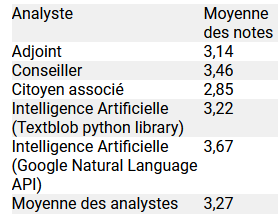 Analyste Moyenne
des notes
Adjoint 3,14
Conseiller 3,46
Citoyen associé 2,85
Intelligence Artificielle 3,22
(Textblob python library)
Intelligence Artificielle 3,67
(Google Natural Language
API)
Moyenne des analystes 3,27